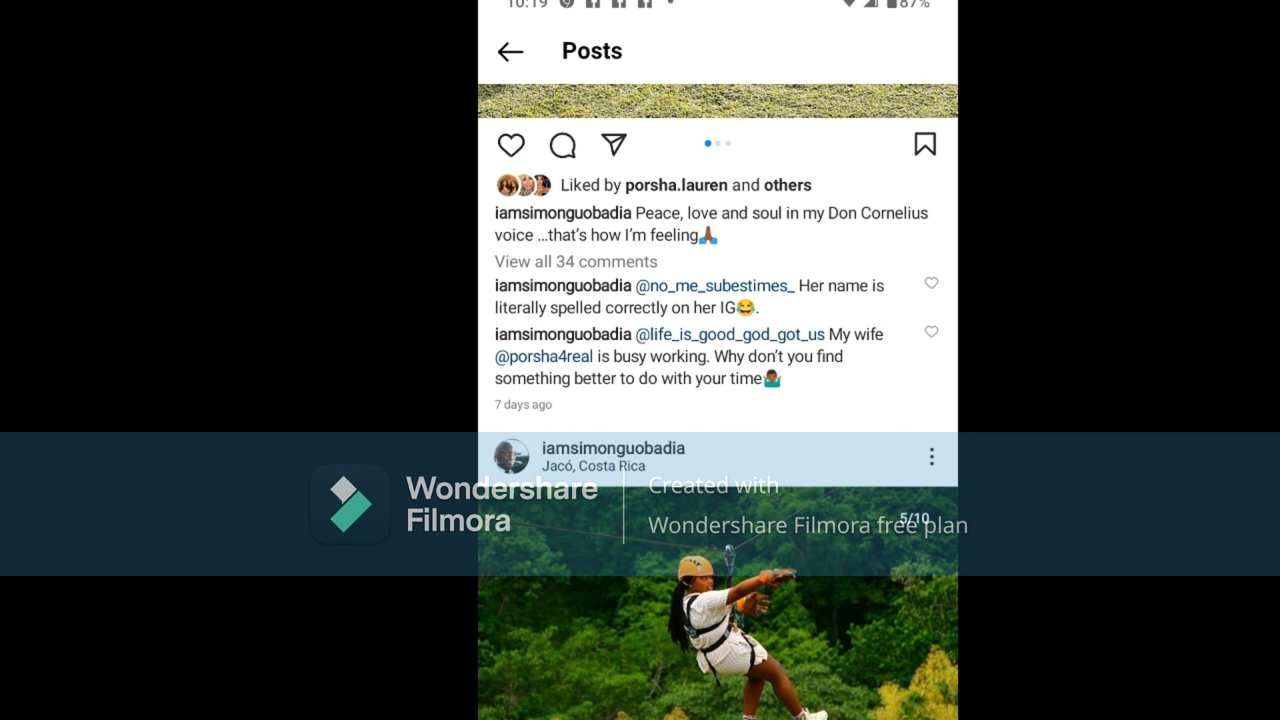 10:19
87%
Posts
Liked by porsha.lauren and others
iamsimonguobadia Peace, love and soul in my Don Cornelius
voice ...that's how I'm feeling🙏🏾
View all 34 comments
iamsimonguobadia @no_me_subestimes_ Her name is
literally spelled correctly on her IG😂.
iamsimonguobadia @life_is_good_god_got_us My wife
@porsha4real is busy working. Why don't you find
something better to do with your time🤷🏾‍♂️
7 days ago
iamsimonguobadia
Jacó, Costa Rica
Wondershare
Filmora
Created with
Wondershare Filmora free plan
5/10